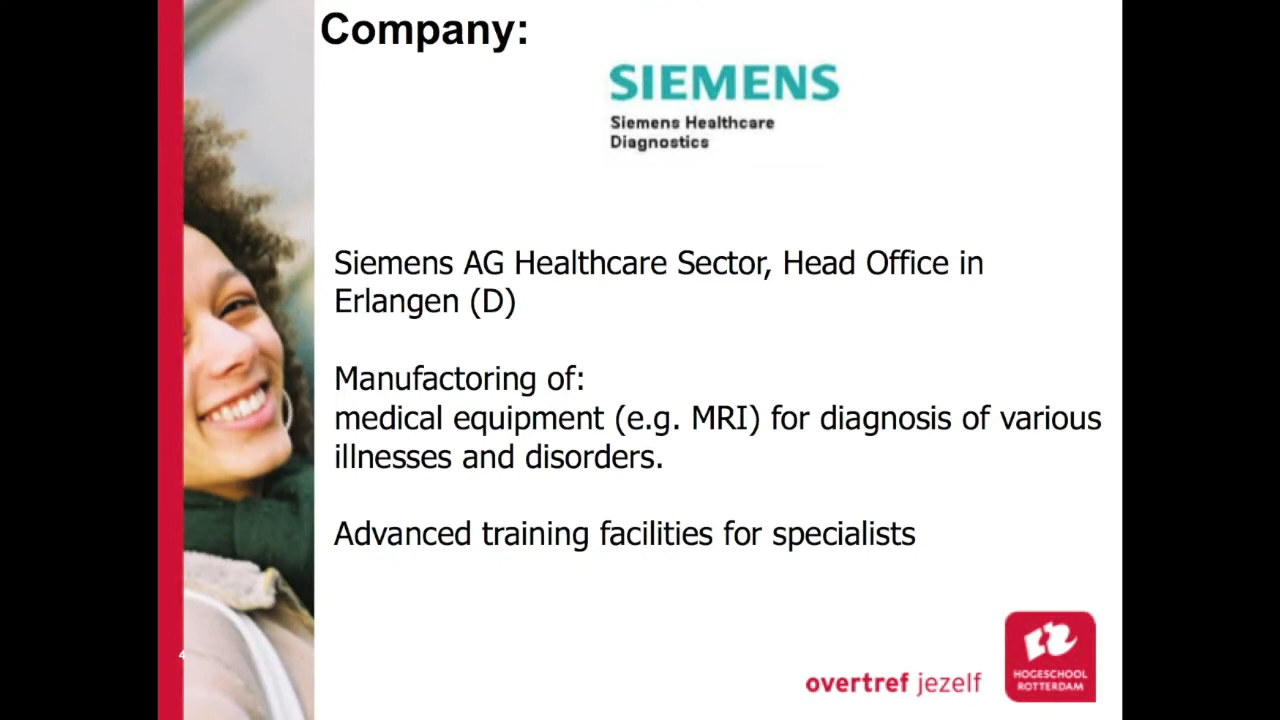 Company:
SIEMENS
Siemens Healthcare
Diagnostics
Siemens AG Healthcare Sector, Head Office in
Erlangen (D)
Manufactoring of:
medical equipment (e.g. MRI) for diagnosis of various
illnesses and disorders.
Advanced training facilities for specialists
4
overtref jezelf
HOGESCHOOL
ROTTERDAM